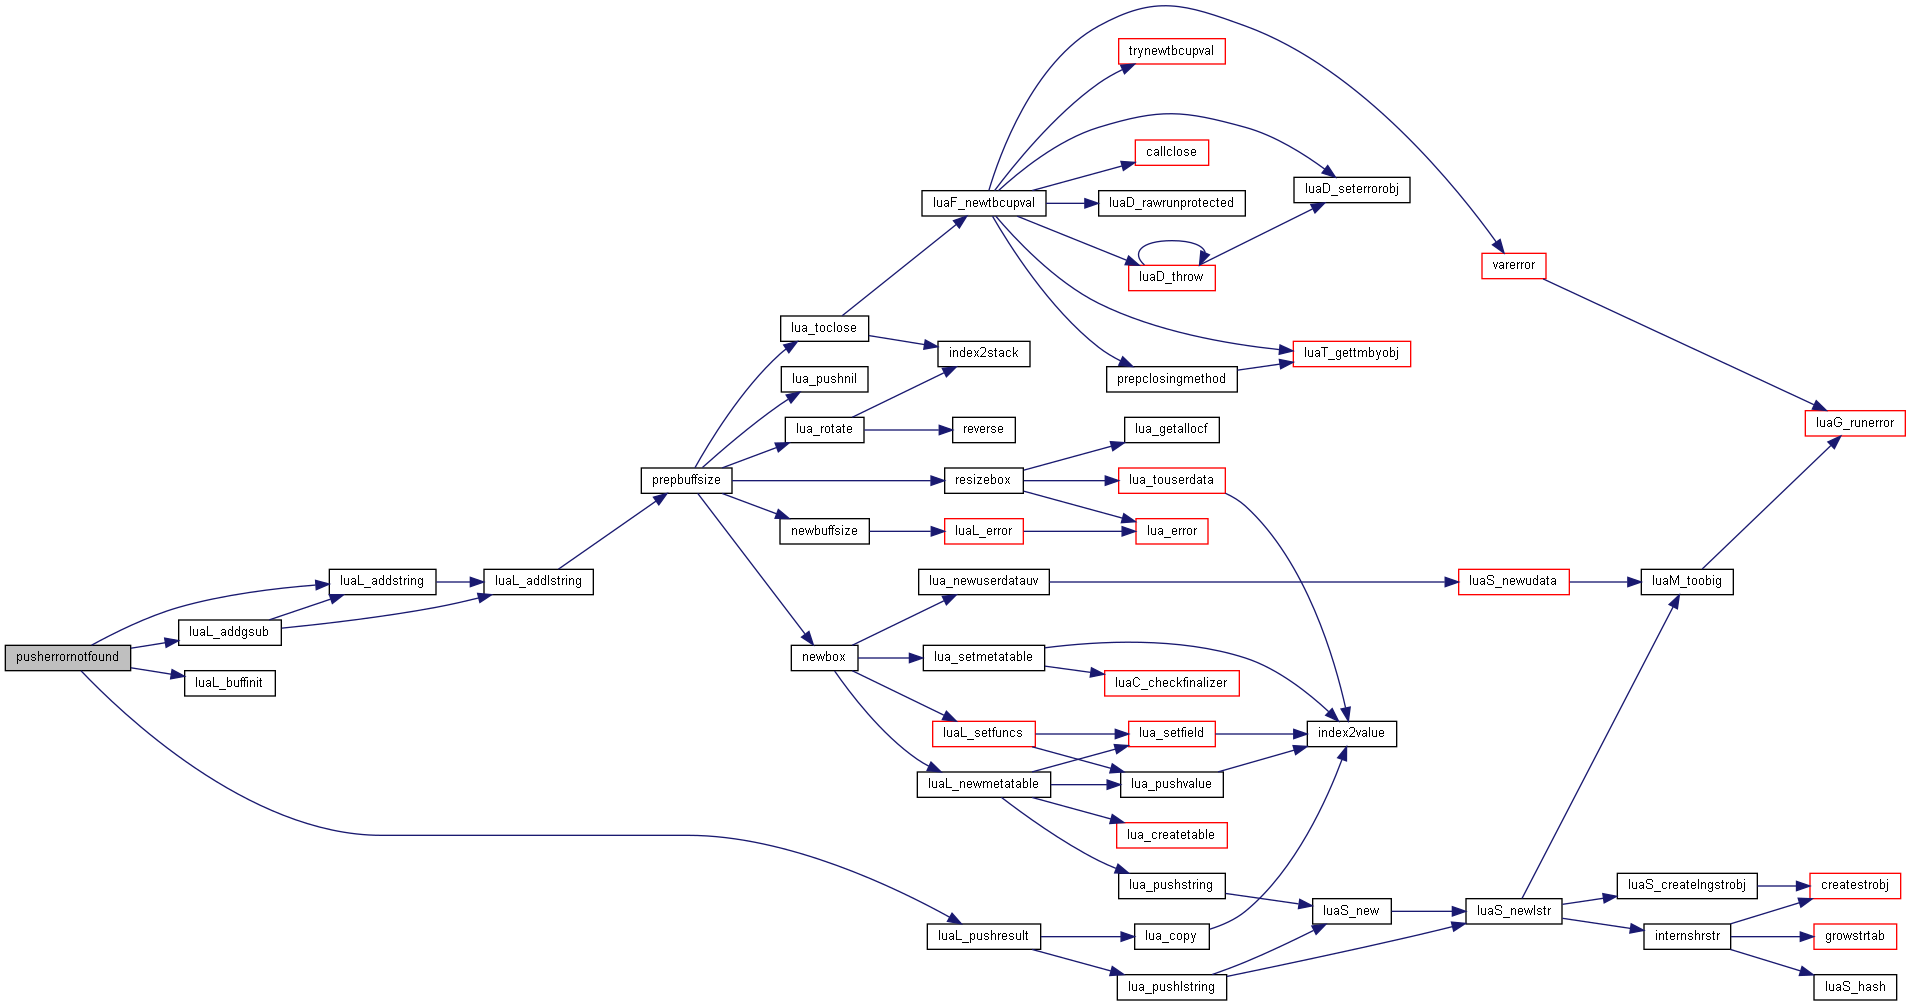 trynewtbcupval
callclose
luaD_seterrorobj
luaF_newtbcupval
luaD_rawrunprotected
varerror
luaD_throw
lua_toclose
index2stack
luaT_gettmbyobj
lua_pushnil
prepclosingmethod
luaG_runerror
lua_rotate
reverse
lua_getallocf
prepbuffsize
resizebox
lua_touserdata
newbuffsize
luaL_error
lua_error
luaL_addstring
luaL_addlstring
lua_newuserdatauv
luaS_newudata
luaM_toobig
luaL_addgsub
pusherrornotfound
newbox
lua_setmetatable
luaL_buffinit
luaC_checkfinalizer
luaL_setfuncs
lua_setfield
index2value
luaL_newmetatable
lua_pushvalue
lua_createtable
lua_pushstring
luaS_createlngstrobj
createstrobj
luaS_new
luaS_newlstr
luaL_pushresult
lua_copy
internshrstr
growstrtab
lua_pushlstring
luaS_hash